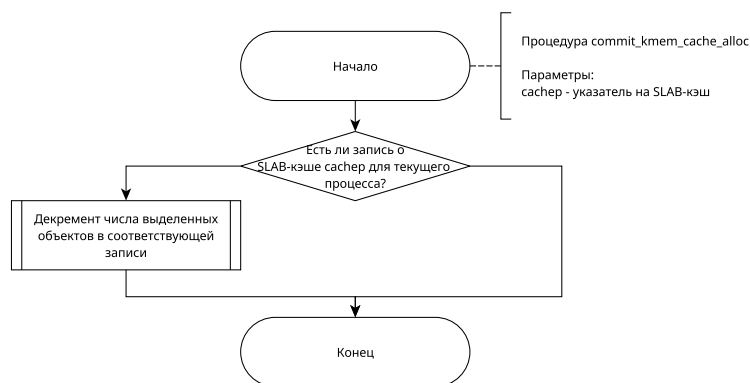 Начало
Процедура commit_kmem_cache_alloc
Параметры:
cachep - указатель на SLAB-кэш
Есть ли запись о
SLAB-кэше cachep для текущего
процесса?
Декремент числа выделенных
объектов в соответствующей
записи
Конец